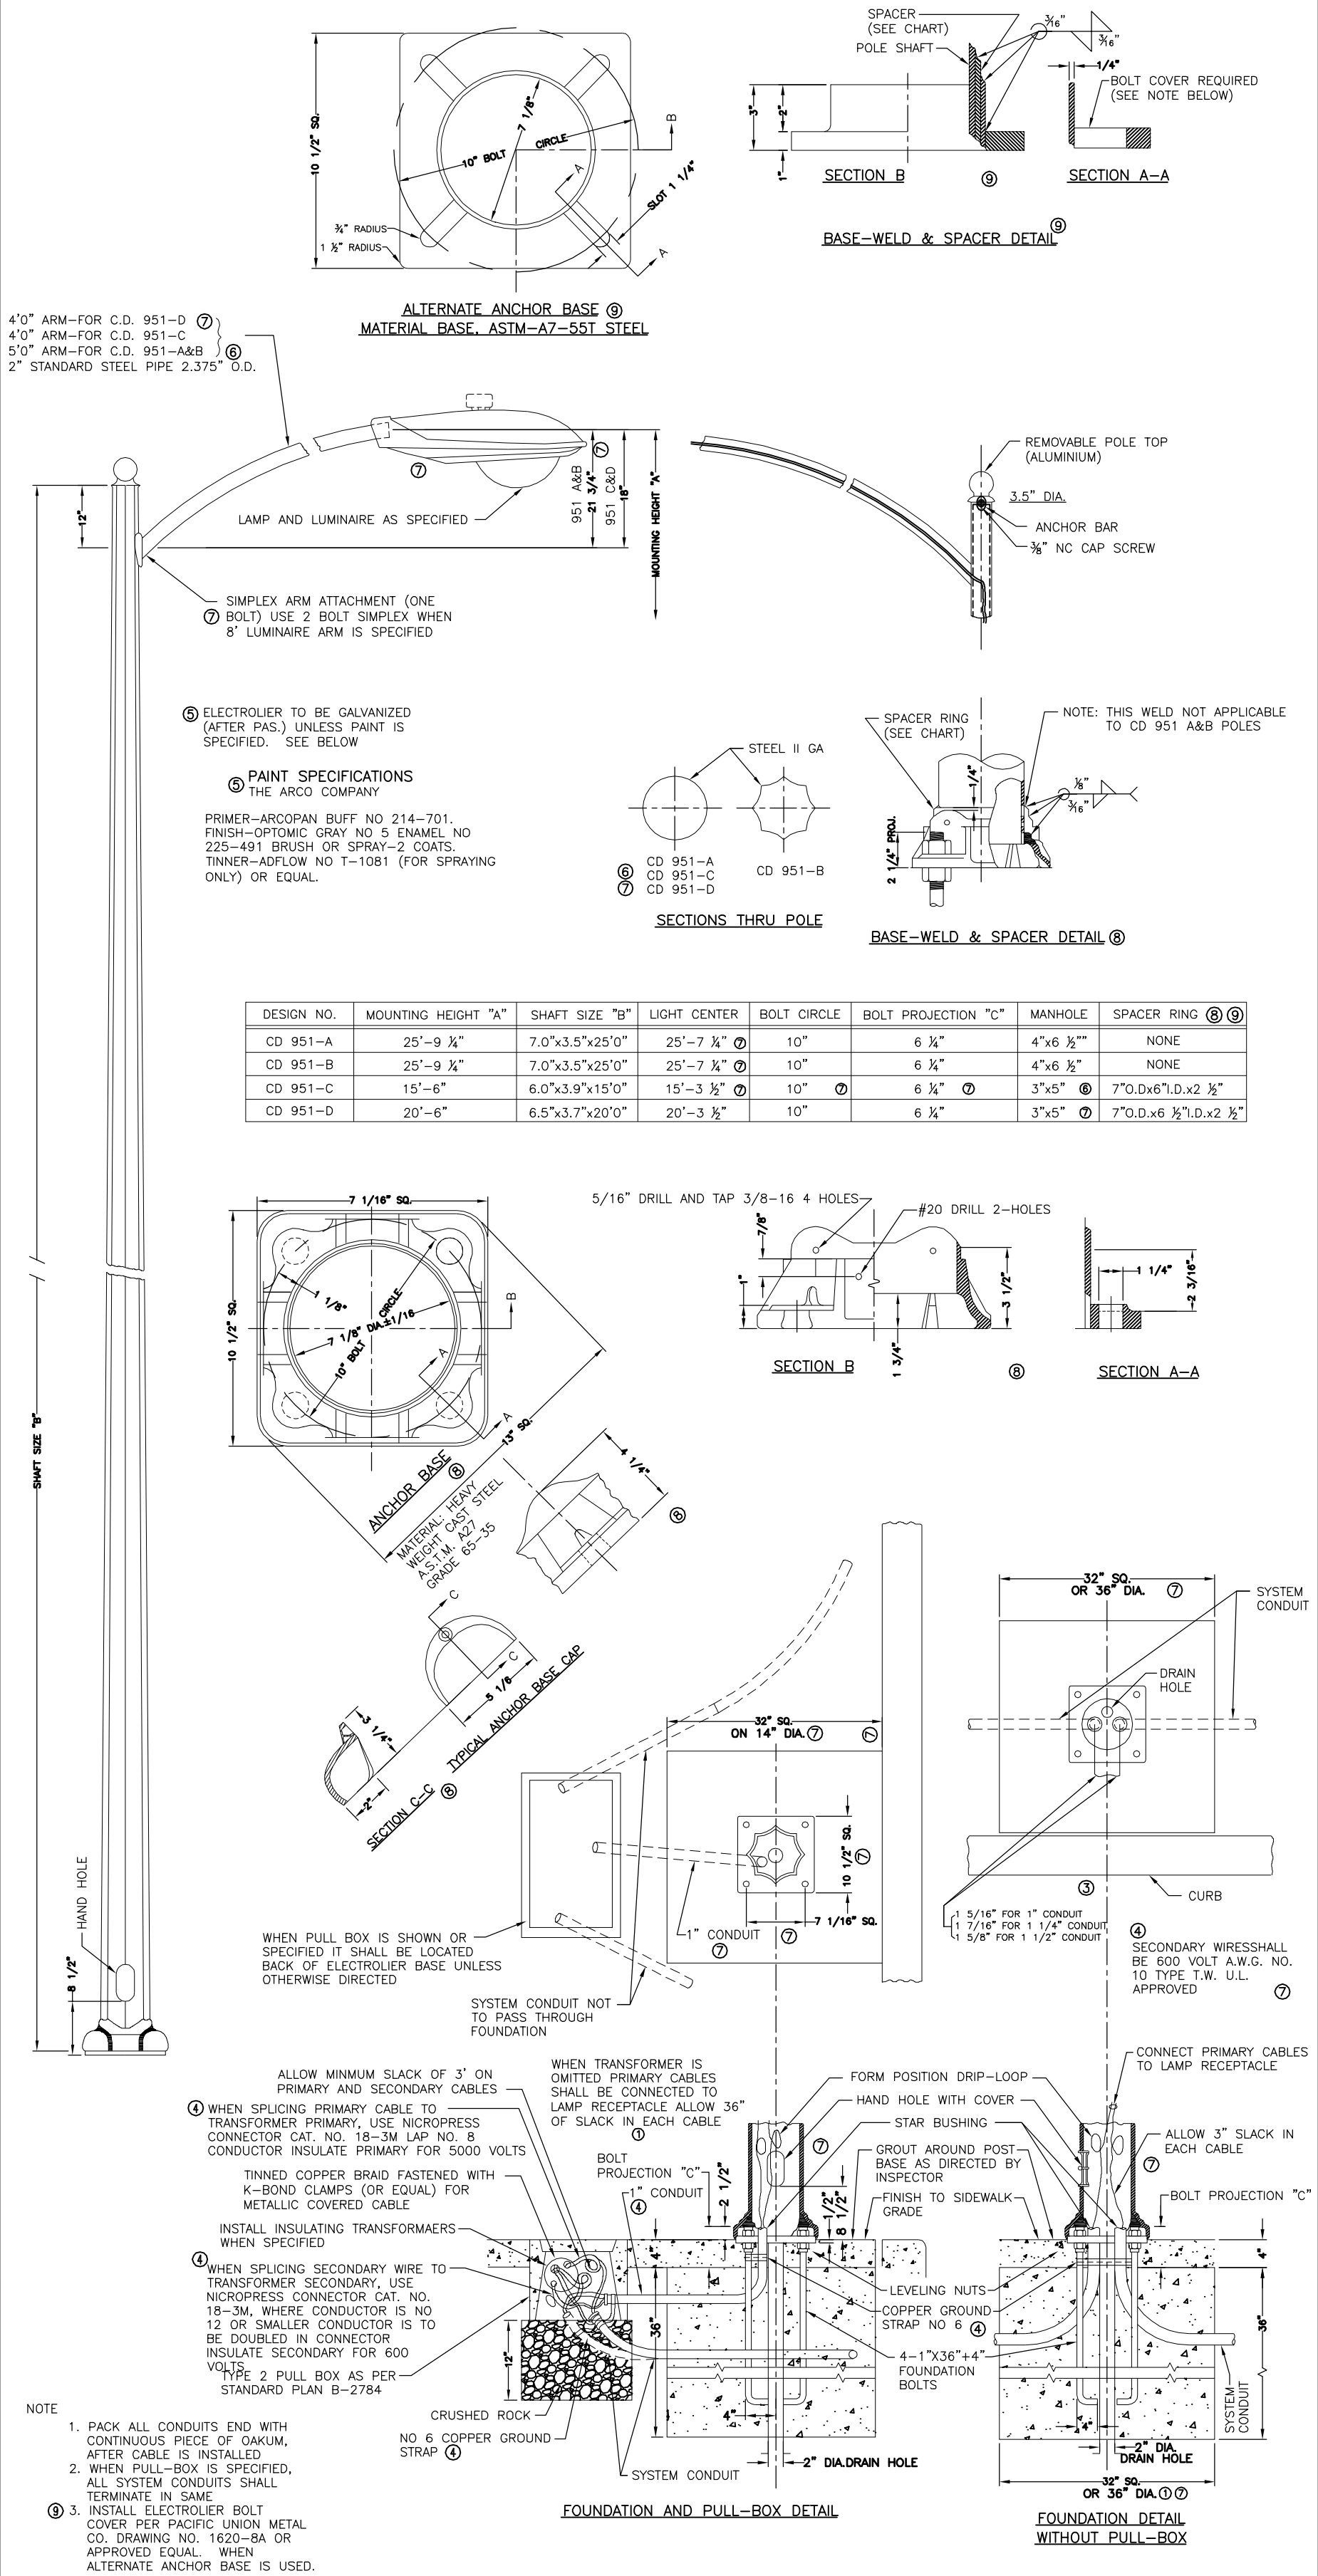 SPACER
(SEE CHART)
POLE SHAFT
3/16"
3/16"
1/4"
BOLT COVER REQUIRED
(SEE NOTE BELOW)
3"
2"
1"
SECTION B
⑨
SECTION A-A
BASE-WELD & SPACER DETAIL ⑨
10 1/2" SQ.
7 1/8"
10" BOLT CIRCLE
B
A
SLOT 1 1/4"
A
3/4" RADIUS
1 1/2" RADIUS
ALTERNATE ANCHOR BASE ⑨
MATERIAL BASE, ASTM-A7-55T STEEL
4'0" ARM-FOR C.D. 951-D ⑦
4'0" ARM-FOR C.D. 951-C
5'0" ARM-FOR C.D. 951-A&B ⑥
2" STANDARD STEEL PIPE 2.375" O.D.
12"
⑦
⑦
LAMP AND LUMINAIRE AS SPECIFIED
951 A&B
21 3/4"
951 C&D
18"
MOUNTING HEIGHT "A"
REMOVABLE POLE TOP
(ALUMINIUM)
3.5" DIA.
ANCHOR BAR
3/8" NC CAP SCREW
SIMPLEX ARM ATTACHMENT (ONE
⑦ BOLT) USE 2 BOLT SIMPLEX WHEN
8' LUMINAIRE ARM IS SPECIFIED
⑤ ELECTROLIER TO BE GALVANIZED
(AFTER PAS.) UNLESS PAINT IS
SPECIFIED. SEE BELOW
⑤ PAINT SPECIFICATIONS
THE ARCO COMPANY
PRIMER-ARCOPAN BUFF NO 214-701.
FINISH-OPTOMIC GRAY NO 5 ENAMEL NO
225-491 BRUSH OR SPRAY-2 COATS.
TINNER-ADFLOW NO T-1081 (FOR SPRAYING
ONLY) OR EQUAL.
STEEL II GA
CD 951-A
⑥ CD 951-C
⑦ CD 951-D
CD 951-B
SECTIONS THRU POLE
SPACER RING
(SEE CHART)
NOTE: THIS WELD NOT APPLICABLE
TO CD 951 A&B POLES
1/4"
1/8"
3/16"
2 1/4" PROJ.
BASE-WELD & SPACER DETAIL ⑧
DESIGN NO. MOUNTING HEIGHT "A" SHAFT SIZE "B" LIGHT CENTER BOLT CIRCLE BOLT PROJECTION "C" MANHOLE SPACER RING ⑧ ⑨
CD 951-A 25'-9 1/4" 7.0"x3.5"x25'0" 25'-7 1/4" ⑦ 10" 6 1/4" 4"x6 1/2"" NONE
CD 951-B 25'-9 1/4" 7.0"x3.5"x25'0" 25'-7 1/4" ⑦ 10" 6 1/4" 4"x6 1/2" NONE
CD 951-C 15'-6" 6.0"x3.9"x15'0" 15'-3 1/2" ⑦ 10" ⑦ 6 1/4" ⑦ 3"x5" ⑥ 7"O.Dx6"I.D.x2 1/2"
CD 951-D 20'-6" 6.5"x3.7"x20'0" 20'-3 1/2" 10" 6 1/4" 3"x5" ⑦ 7"O.D.x6 1/2"I.D.x2 1/2"
7 1/16" SQ.
10 1/2" SQ.
1 1/8"
CIRCLE
7 1/8" DIA.±1/16
10" BOLT
B
A
A
13" SQ.
ANCHOR BASE ⑧
MATERIAL: HEAVY
WEIGHT CAST STEEL
A.S.T.M. A27
GRADE 65-35
4 1/4"
⑧
5/16" DRILL AND TAP 3/8-16 4 HOLES
#20 DRILL 2-HOLES
7/8"
1"
3 1/2"
1 3/4"
SECTION B
⑧
1 1/4"
2 3/16"
SECTION A-A
SHAFT SIZE "B"
C
C
5 1/6
TYPICAL ANCHOR BASE CAP
3 1/4"
2"
SECTION C-C ⑧
32" SQ.
ON 14" DIA. ⑦
⑦
10 1/2" SQ.
⑦
7 1/16" SQ.
⑦
1" CONDUIT
⑦
WHEN PULL BOX IS SHOWN OR
SPECIFIED IT SHALL BE LOCATED
BACK OF ELECTROLIER BASE UNLESS
OTHERWISE DIRECTED
SYSTEM CONDUIT NOT
TO PASS THROUGH
FOUNDATION
32" SQ.
OR 36" DIA. ⑦
SYSTEM
CONDUIT
DRAIN
HOLE
③
CURB
1 5/16" FOR 1" CONDUIT
1 7/16" FOR 1 1/4" CONDUIT
1 5/8" FOR 1 1/2" CONDUIT
④
SECONDARY WIRESSHALL
BE 600 VOLT A.W.G. NO.
10 TYPE T.W. U.L.
APPROVED ⑦
HAND HOLE
8 1/2"
ALLOW MINMUM SLACK OF 3' ON
PRIMARY AND SECONDARY CABLES
④ WHEN SPLICING PRIMARY CABLE TO
TRANSFORMER PRIMARY, USE NICROPRESS
CONNECTOR CAT. NO. 18-3M LAP NO. 8
CONDUCTOR INSULATE PRIMARY FOR 5000 VOLTS
TINNED COPPER BRAID FASTENED WITH
K-BOND CLAMPS (OR EQUAL) FOR
METALLIC COVERED CABLE
INSTALL INSULATING TRANSFORMAERS
WHEN SPECIFIED
④ WHEN SPLICING SECONDARY WIRE TO
TRANSFORMER SECONDARY, USE
NICROPRESS CONNECTOR CAT. NO.
18-3M, WHERE CONDUCTOR IS NO
12 OR SMALLER CONDUCTOR IS TO
BE DOUBLED IN CONNECTOR
INSULATE SECONDARY FOR 600
VOLTS
TYPE 2 PULL BOX AS PER
STANDARD PLAN B-2784
WHEN TRANSFORMER IS
OMITTED PRIMARY CABLES
SHALL BE CONNECTED TO
LAMP RECEPTACLE ALLOW 36"
OF SLACK IN EACH CABLE
①
BOLT
PROJECTION "C"
1" CONDUIT
④
2 1/2"
⑦
1/2"
8 1/2"
4"
36"
12"
4"
CRUSHED ROCK
NO 6 COPPER GROUND
STRAP ④
SYSTEM CONDUIT
2" DIA.DRAIN HOLE
FOUNDATION AND PULL-BOX DETAIL
FORM POSITION DRIP-LOOP
HAND HOLE WITH COVER
STAR BUSHING
GROUT AROUND POST
BASE AS DIRECTED BY
INSPECTOR
FINISH TO SIDEWALK
GRADE
LEVELING NUTS
COPPER GROUND
STRAP NO 6 ④
4-1"X36"+4"
FOUNDATION
BOLTS
CONNECT PRIMARY CABLES
TO LAMP RECEPTACLE
ALLOW 3" SLACK IN
EACH CABLE
⑦
BOLT PROJECTION "C"
4"
36"
SYSTEM
CONDUIT
4"
2" DIA.
DRAIN HOLE
32" SQ.
OR 36" DIA.① ⑦
FOUNDATION DETAIL
WITHOUT PULL-BOX
NOTE
1. PACK ALL CONDUITS END WITH
CONTINUOUS PIECE OF OAKUM,
AFTER CABLE IS INSTALLED
2. WHEN PULL-BOX IS SPECIFIED,
ALL SYSTEM CONDUITS SHALL
TERMINATE IN SAME
⑨ 3. INSTALL ELECTROLIER BOLT
COVER PER PACIFIC UNION METAL
CO. DRAWING NO. 1620-8A OR
APPROVED EQUAL. WHEN
ALTERNATE ANCHOR BASE IS USED.